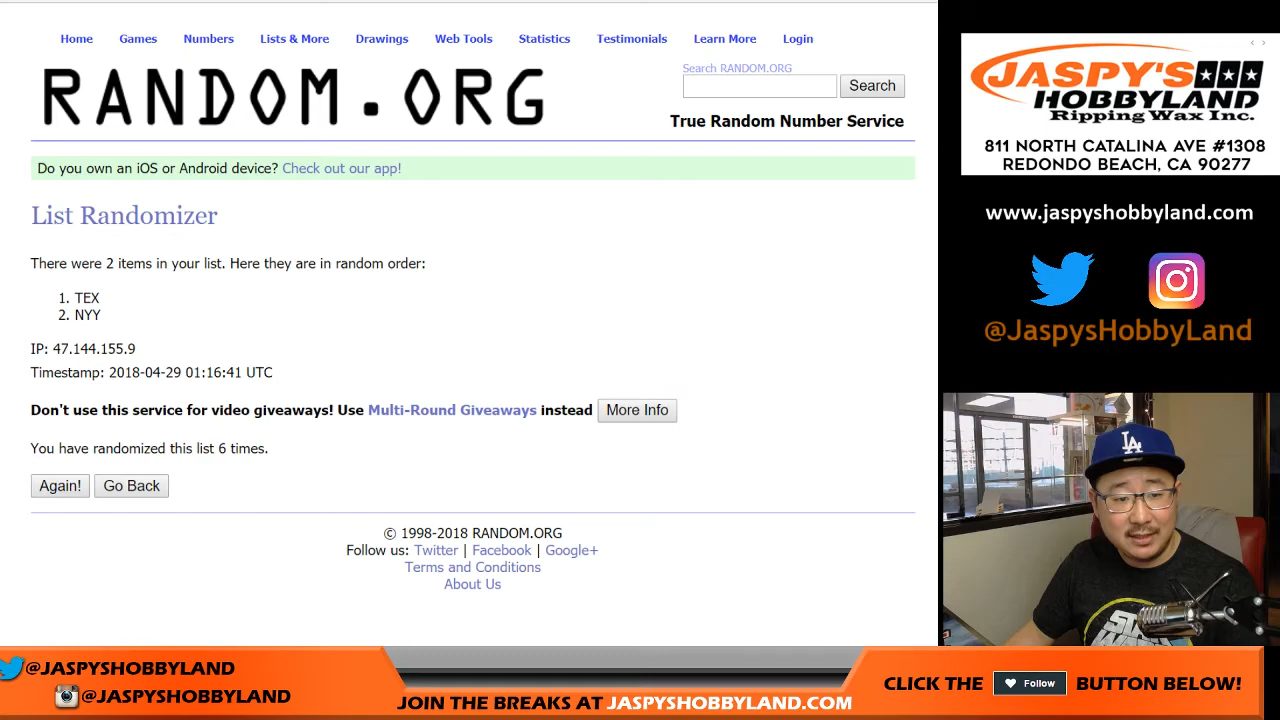 Home Games Numbers Lists & More Drawings Web Tools Statistics Testimonials Learn More Login
RANDOM.ORG
Search RANDOM.ORG
Search
True Random Number Service
Do you own an iOS or Android device? Check out our app!
List Randomizer
There were 2 items in your list. Here they are in random order:
1. TEX
2. NYY
IP: 47.144.155.9
Timestamp: 2018-04-29 01:16:41 UTC
Don't use this service for video giveaways! Use Multi-Round Giveaways instead More Info
You have randomized this list 6 times.
Again! Go Back
© 1998-2018 RANDOM.ORG
Follow us: Twitter | Facebook | Google+
Terms and Conditions
About Us
JASPY'S
HOBBYLAND
Ripping Wax Inc.
811 NORTH CATALINA AVE #1308
REDONDO BEACH, CA 90277
www.jaspyshobbyland.com
@JaspysHobbyLand
LA
STAR
WARS
@JASPYSHOBBYLAND
@JASPYSHOBBYLAND
JOIN THE BREAKS AT JASPYSHOBBYLAND.COM
CLICK THE Follow BUTTON BELOW!